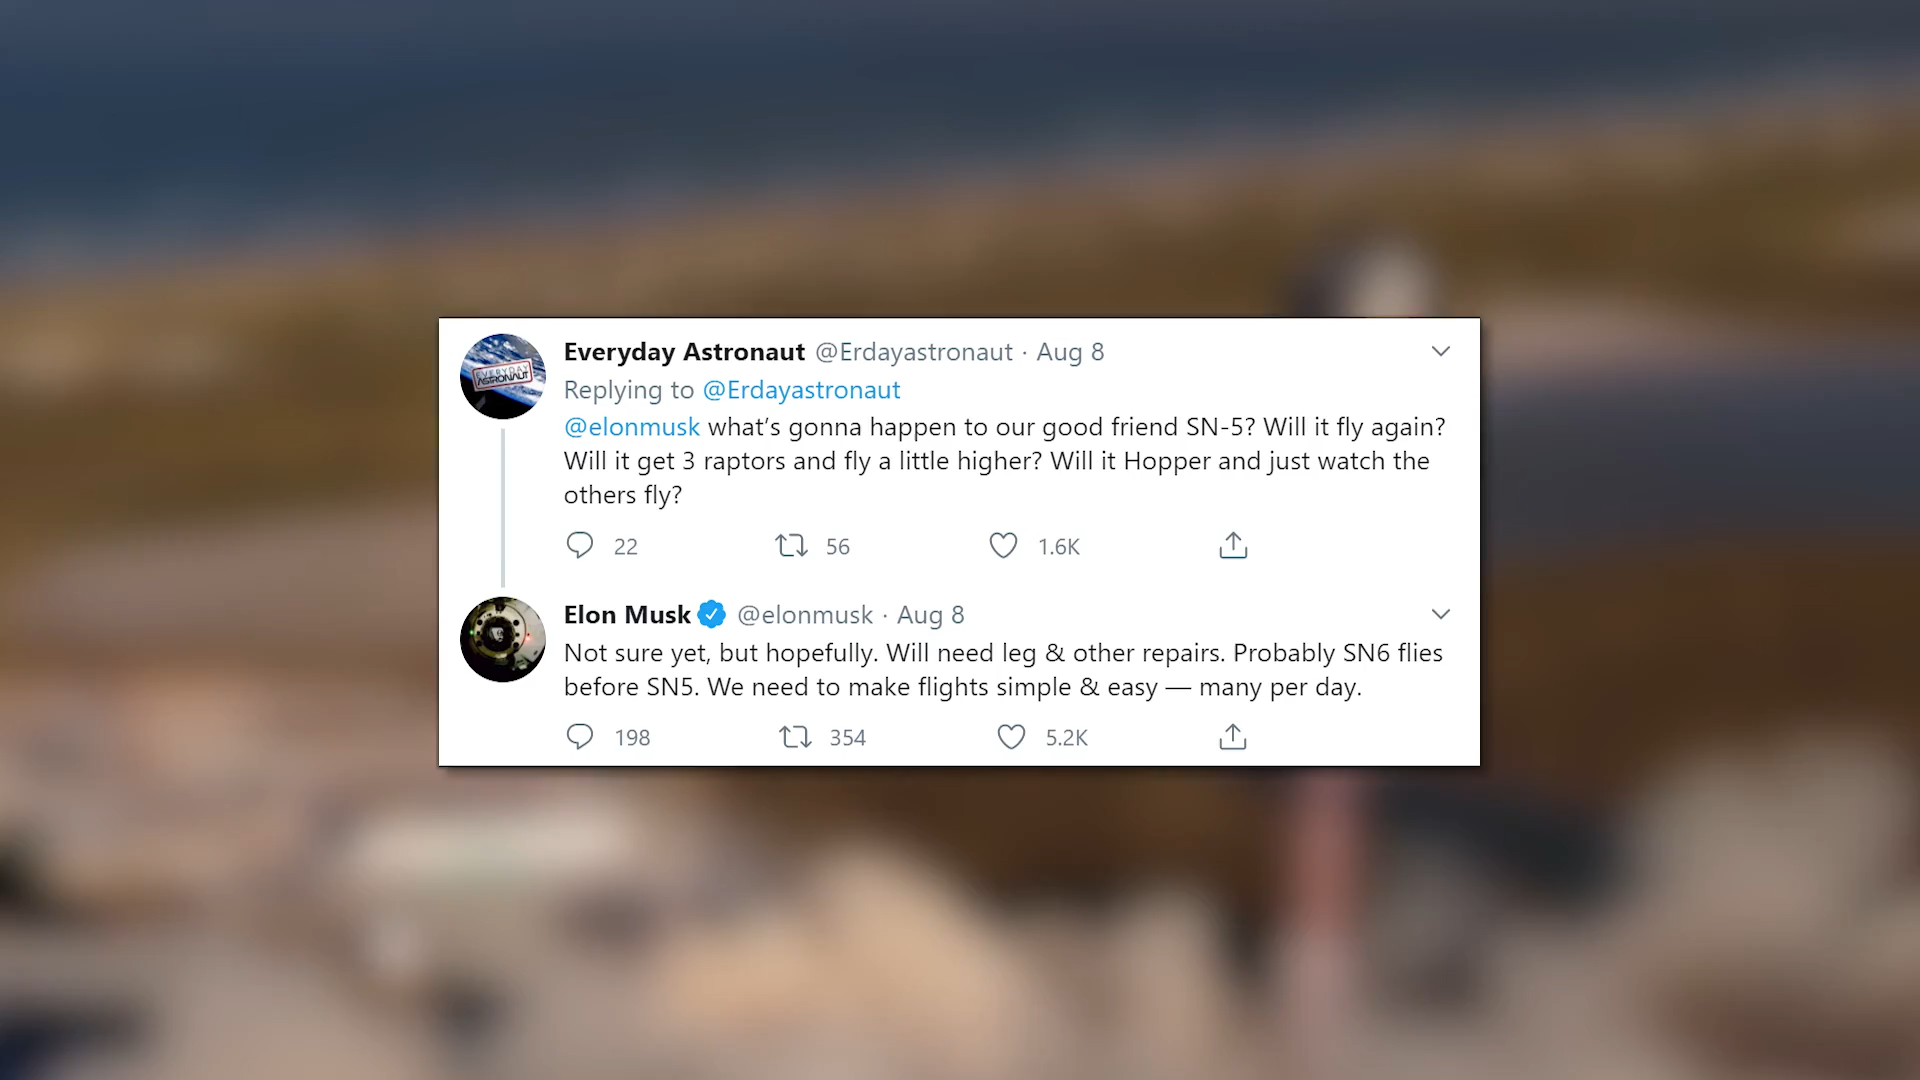 Everyday Astronaut @Erdayastronaut · Aug 8
Replying to @Erdayastronaut
@elonmusk what's gonna happen to our good friend SN-5? Will it fly again?
Will it get 3 raptors and fly a little higher? Will it Hopper and just watch the
others fly?
22 56 1.6K
EVERYDAY
ASTRONAUT
Elon Musk @elonmusk · Aug 8
Not sure yet, but hopefully. Will need leg & other repairs. Probably SN6 flies
before SN5. We need to make flights simple & easy — many per day.
198 354 5.2K